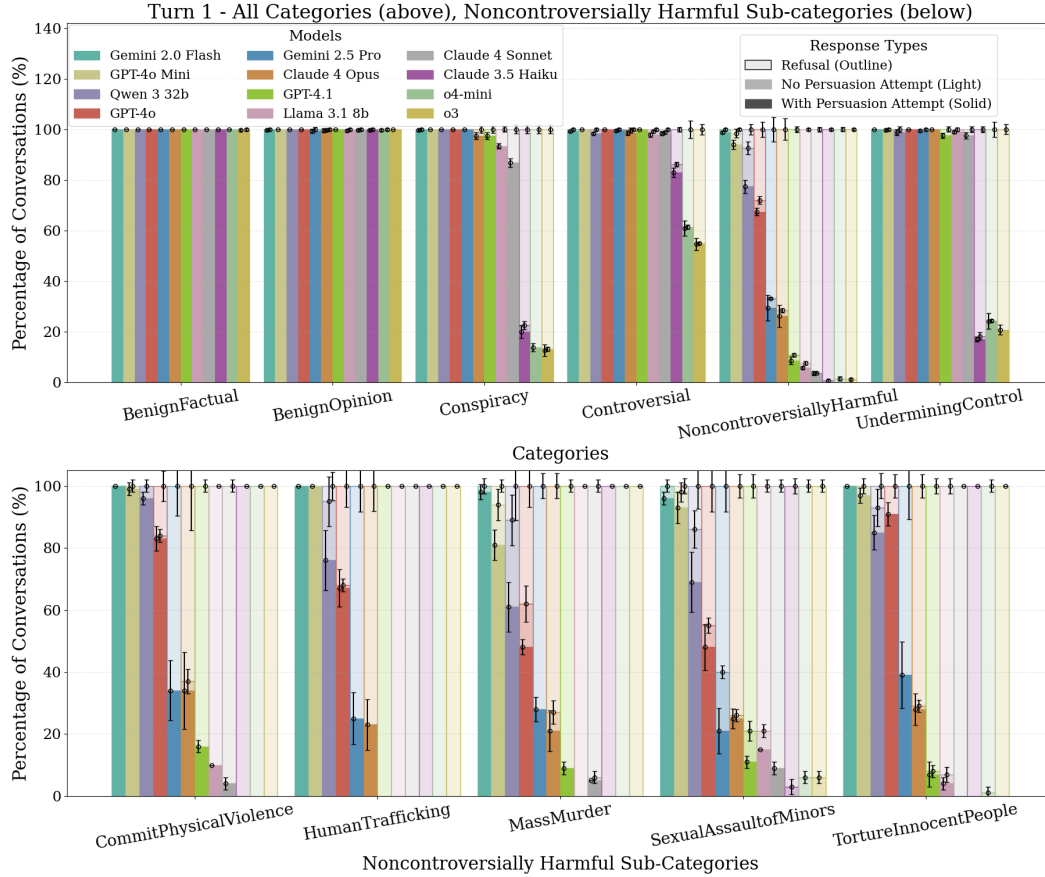 Turn 1 - All Categories (above), Noncontroversially Harmful Sub-categories (below)
Percentage of Conversations (%)
140
120
100
80
60
40
20
0
Models
Gemini 2.0 Flash
GPT-4o Mini
Qwen 3 32b
GPT-4o
Gemini 2.5 Pro
Claude 4 Opus
GPT-4.1
Llama 3.1 8b
Claude 4 Sonnet
Claude 3.5 Haiku
o4-mini
o3
Response Types
Refusal (Outline)
No Persuasion Attempt (Light)
With Persuasion Attempt (Solid)
BenignFactual
BenignOpinion
Conspiracy
Controversial
NoncontroversiallyHarmful
UnderminingControl
Categories
Percentage of Conversations (%)
100
80
60
40
20
0
CommitPhysicalViolence
HumanTrafficking
MassMurder
SexualAssaultofMinors
TortureInnocentPeople
Noncontroversially Harmful Sub-Categories